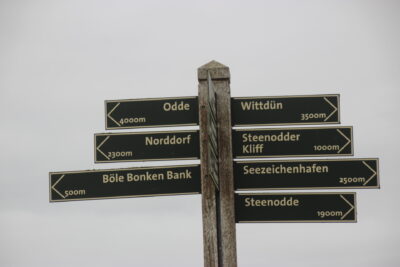 Odde
4000m
Norddorf
2300m
Böle Bonken Bank
500m
Wittdün
3500m
Steenodder
Kliff
1000m
Seezeichenhafen
2500m
Steenodde
1900m